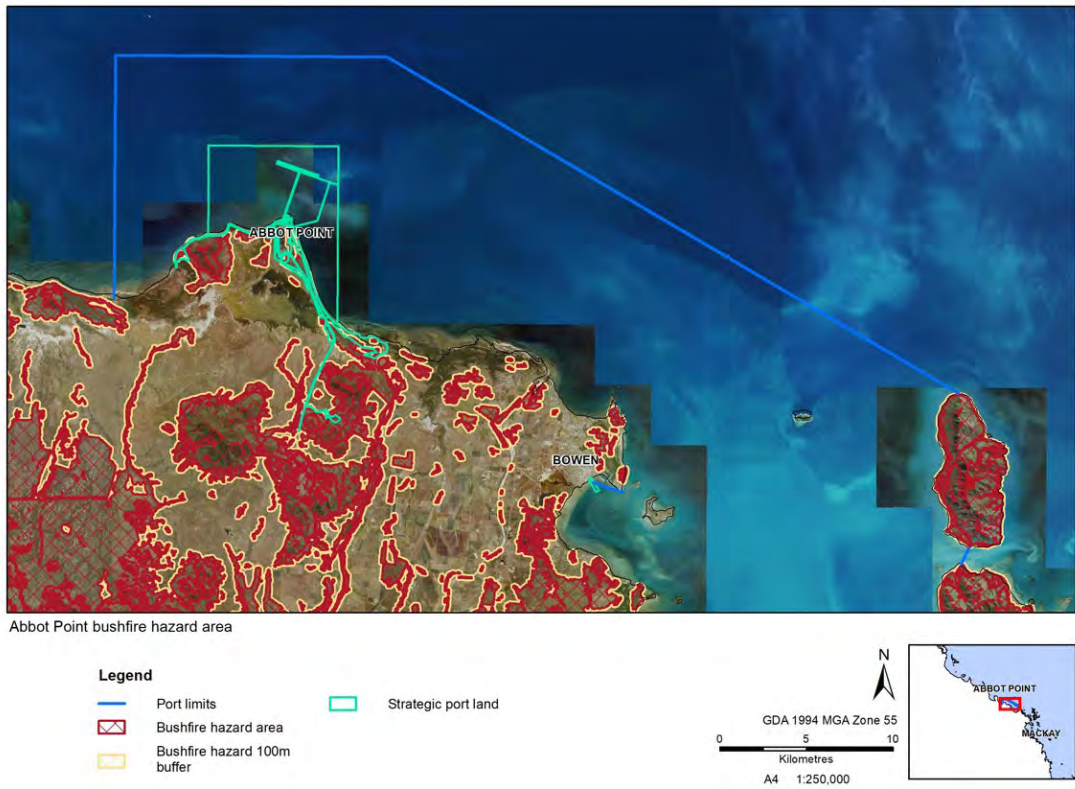 ABBOT POINT
BOWEN
Abbot Point bushfire hazard area
Legend
Port limits
Strategic port land
Bushfire hazard area
Bushfire hazard 100m
buffer
N
GDA 1994 MGA Zone 55
0 5 10
Kilometres
A4 1:250,000
ABBOT POINT
MACKAY